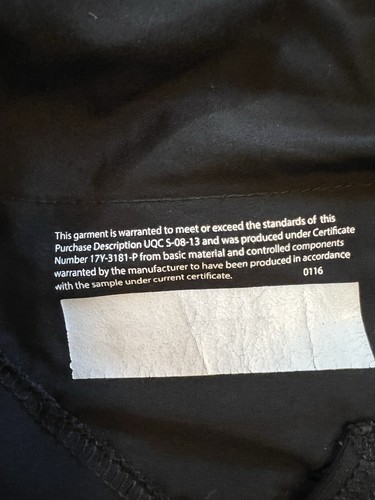 This garment is warranted to meet or exceed the standards of this
Purchase Description UQC S-08-13 and was produced under Certificate
Number 17Y-3181-P from basic material and controlled components
warranted by the manufacturer to have been produced in accordance
with the sample under current certificate. 0116